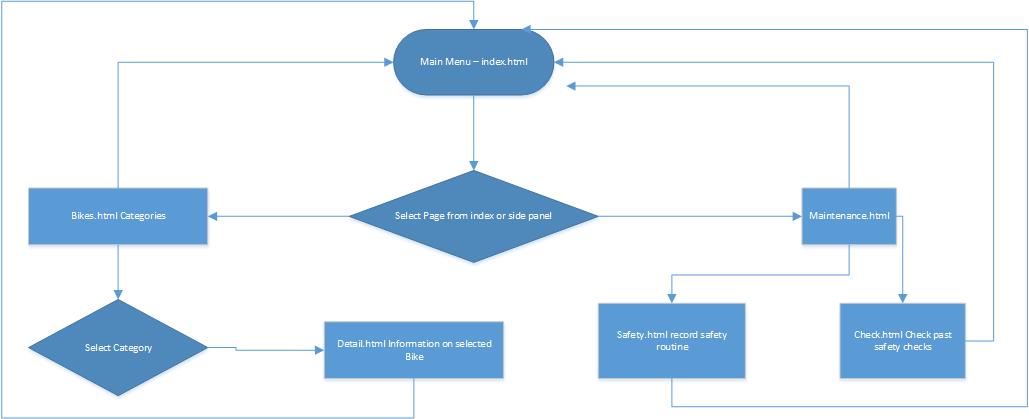 Main Menu – index.html
Bikes.html Categories
Select Page from index or side panel
Maintenance.html
Select Category
Detail.html Information on selected
Bike
Safety.html record safety
routine
Check.html Check past
safety checks